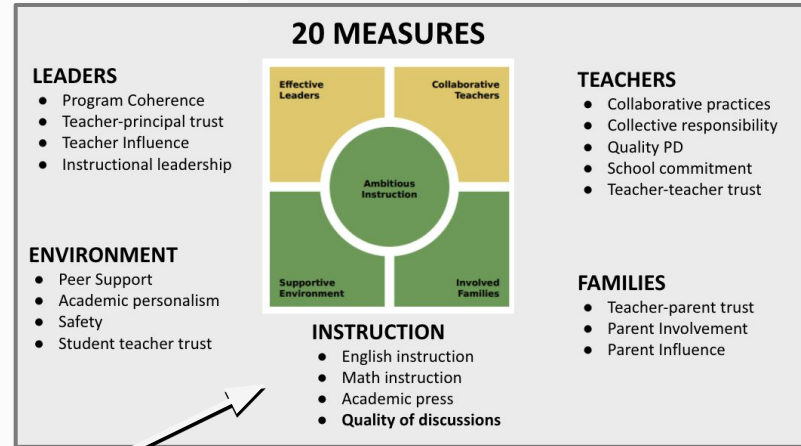 20 MEASURES
LEADERS
● Program Coherence
● Teacher-principal trust
● Teacher Influence
● Instructional leadership
Effective
Leaders
Collaborative
Teachers
Ambitious
Instruction
Supportive
Environment
Involved
Families
TEACHERS
● Collaborative practices
● Collective responsibility
● Quality PD
● School commitment
● Teacher-teacher trust
ENVIRONMENT
● Peer Support
● Academic personalism
● Safety
● Student teacher trust
INSTRUCTION
● English instruction
● Math instruction
● Academic press
● Quality of discussions
FAMILIES
● Teacher-parent trust
● Parent Involvement
● Parent Influence